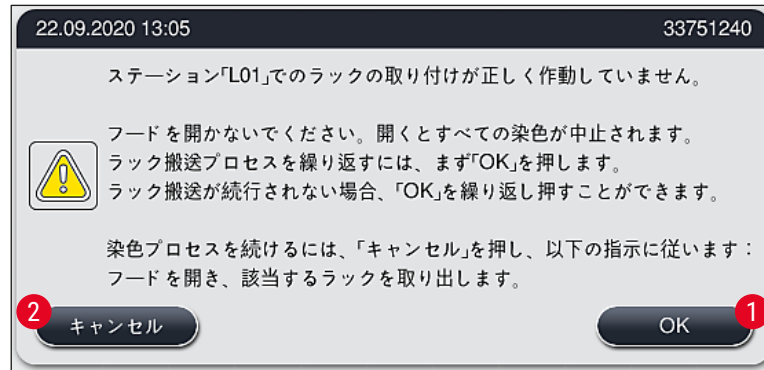 22.09.2020 13:05 33751240
ステーション「L01」でのラックの取り付けが正しく作動していません。
フードを開かないでください。開くとすべての染色が中止されます。
ラック搬送プロセスを繰り返すには、まず「OK」を押します。
ラック搬送が続行されない場合、「OK」を繰り返し押すことができます。
染色プロセスを続けるには、「キャンセル」を押し、以下の指示に従います：
フードを開き、該当するラックを取り出します。
2 キャンセル OK 1